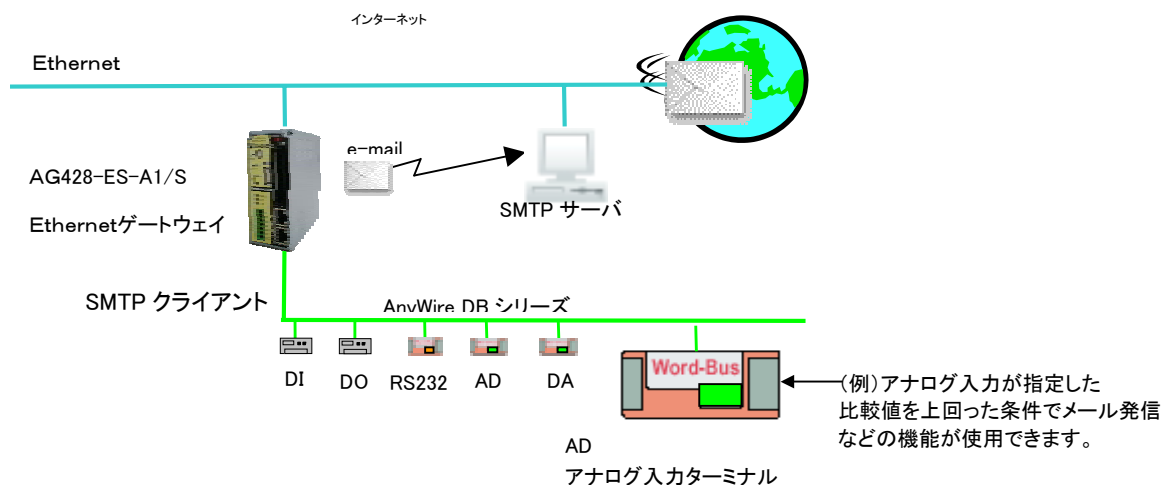 インターネット
Ethernet
e-mail
AG428-ES-A1/S
Ethernetゲートウェイ
SMTP サーバ
SMTP クライアント
AnyWire DB シリーズ
DI
DO
RS232
AD
DA
Word-Bus
(例)アナログ入力が指定した
比較値を上回った条件でメール発信
などの機能が使用できます。
AD
アナログ入力ターミナル